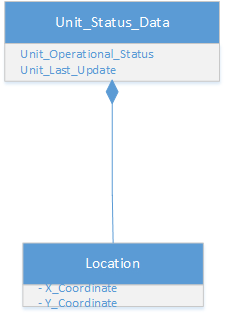 Unit_Status_Data
Unit_Operational_Status
Unit_Last_Update
Location
- X_Coordinate
- Y_Coordinate